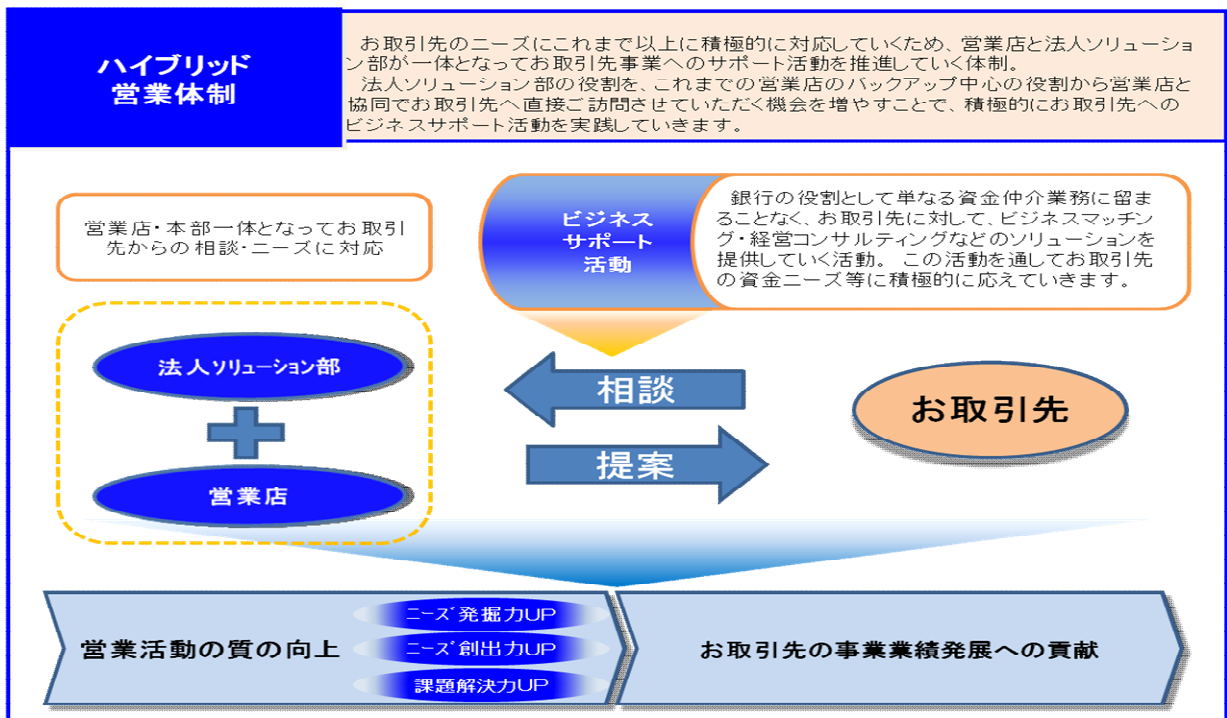 ハイブリッド
営業体制
お取引先のニーズにこれまで以上に積極的に対応していくため、営業店と法人ソリューショ
ン部が一体となってお取引先事業へのサポート活動を推進していく体制。
法人ソリューション部の役割を、これまでの営業店のバックアップ中心の役割から営業店と
協同でお取引先へ直接ご訪問させていただく機会を増やすことで、積極的にお取引先への
ビジネスサポート活動を実践していきます。
営業店・本部一体となってお取引
先からの相談・ニーズに対応
ビジネス
サポート
活動
銀行の役割として単なる資金仲介業務に留ま
ることなく、お取引先に対して、ビジネスマッチン
グ・経営コンサルティングなどのソリューションを
提供していく活動。この活動を通してお取引先
の資金ニーズ等に積極的に応えていきます。
法人ソリューション部
営業店
相談
提案
お取引先
営業活動の質の向上
ニーズ発掘力UP
ニーズ創出力UP
課題解決力UP
お取引先の事業業績発展への貢献